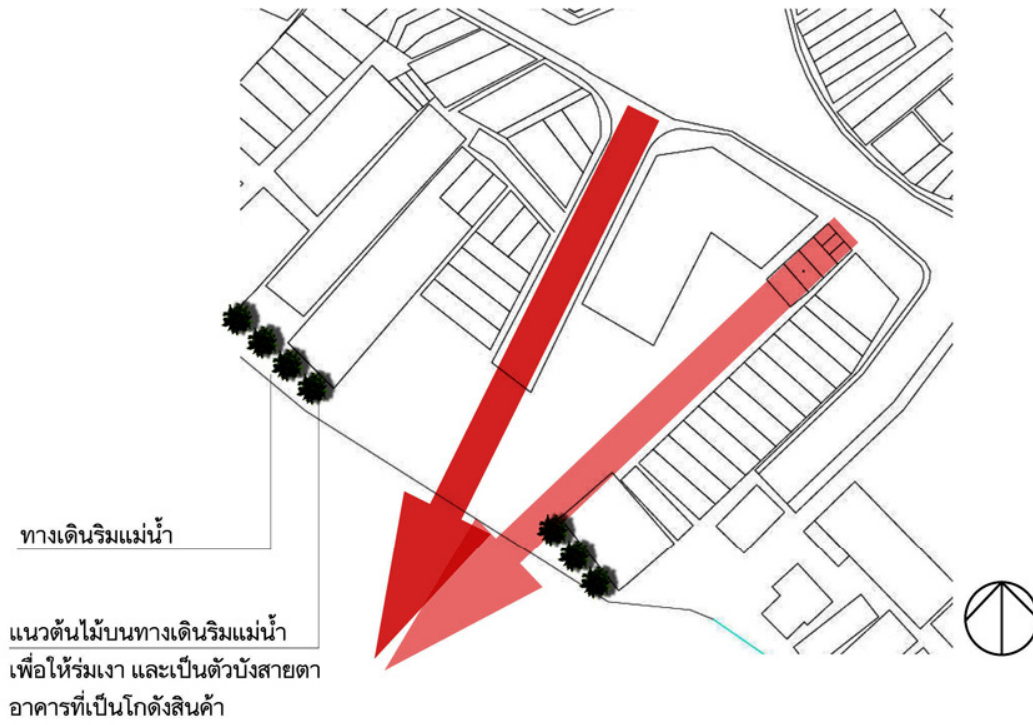 ทางเดินริมแม่น้ำ
แนวต้นไม้บนทางเดินริมแม่น้ำ
เพื่อให้ร่มเงา และเป็นตัวบังสายตา
อาคารที่เป็นโกดังสินค้า